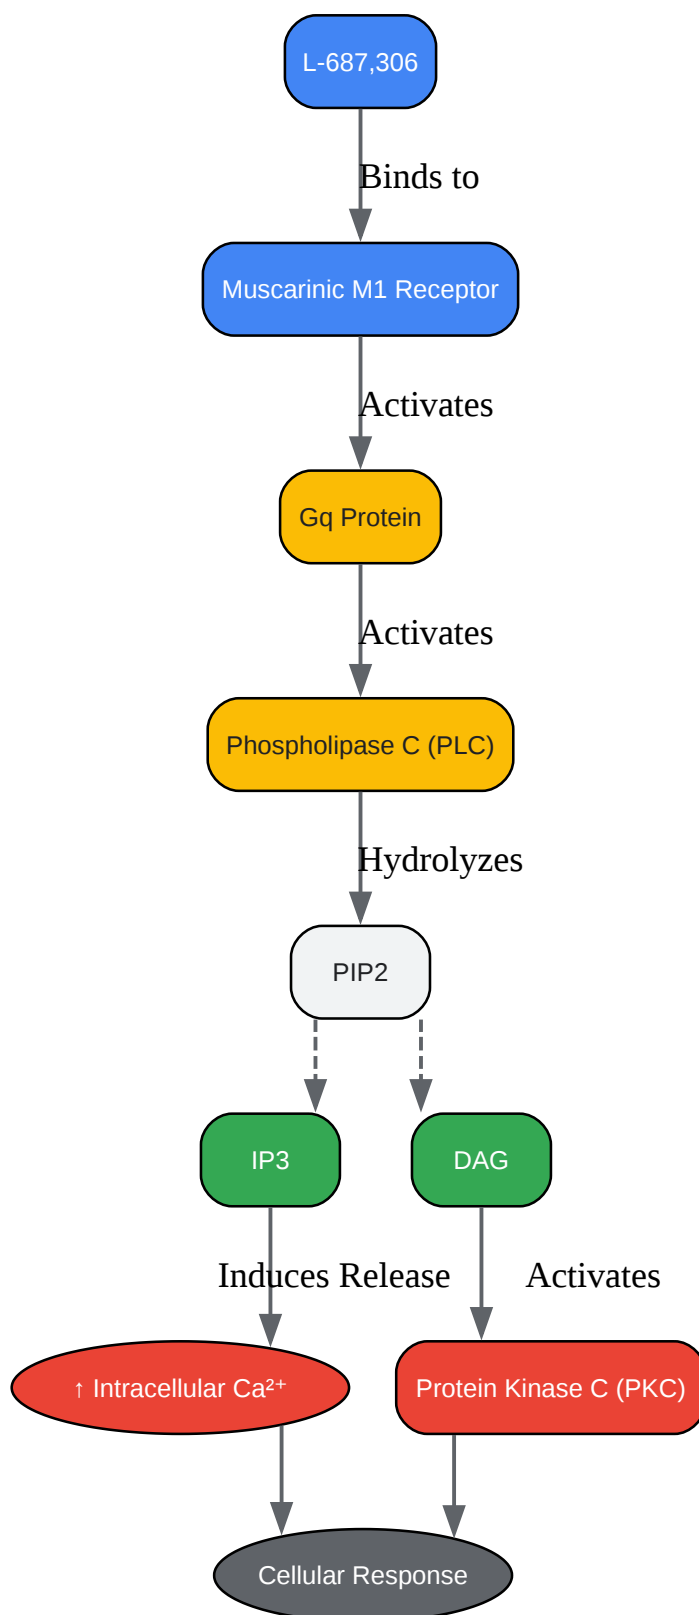 L-687,306
Binds to
Muscarinic M1 Receptor
Activates
Gq Protein
Activates
Phospholipase C (PLC)
Hydrolyzes
PIP2
IP3
DAG
Induces Release
Activates
↑ Intracellular Ca²⁺
Protein Kinase C (PKC)
Cellular Response